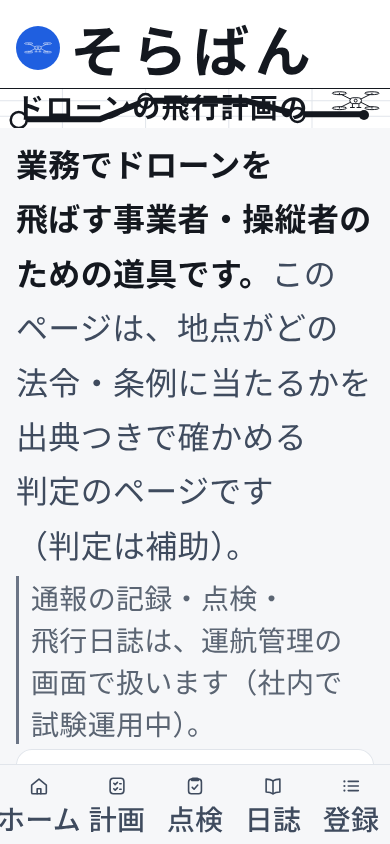 そらばん
ドローンの飛行計画の
業務でドローンを
飛ばす事業者・操縦者の
ための道具です。この
ページは、地点がどの
法令・条例に当たるかを
出典つきで確かめる
判定のページです
（判定は補助）。
通報の記録・点検・
飛行日誌は、運航管理の
画面で扱います（社内で
試験運用中）。
ホーム 計画 点検 日誌 登録